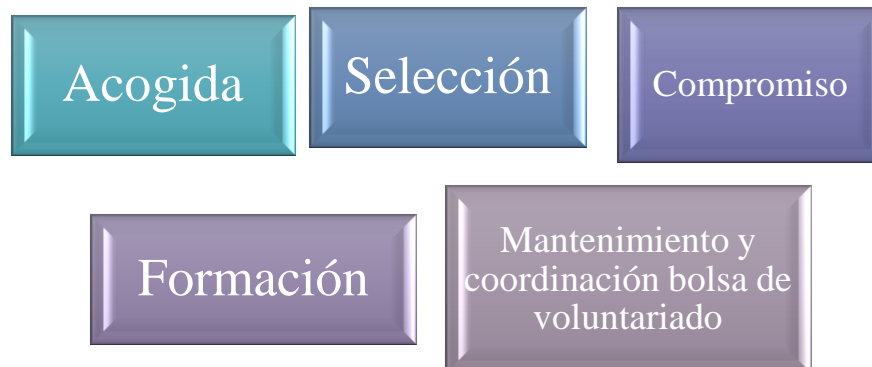 Acogida
Selección
Compromiso
Formación
Mantenimiento y
coordinación bolsa de
voluntariado